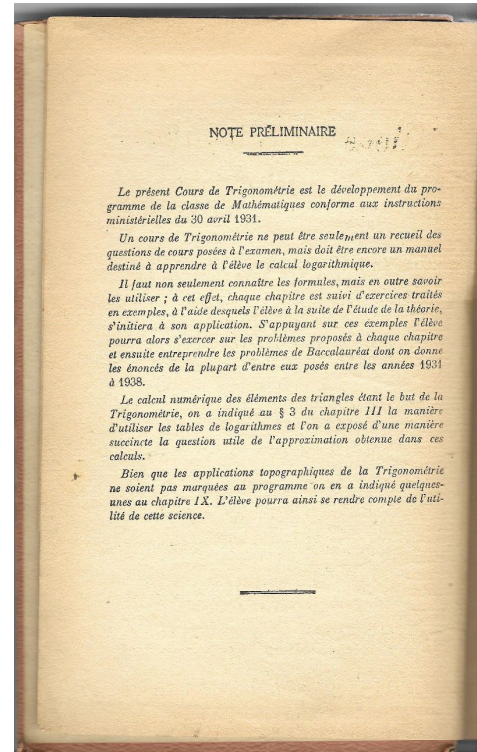 NOTE PRÉLIMINAIRE
Le présent Cours de Trigonométrie est le développement du pro-
gramme de la classe de Mathématiques conforme aux instructions
ministérielles du 30 avril 1931.
Un cours de Trigonométrie ne peut être seulement un recueil des
questions de cours posées à l'examen, mais doit être encore un manuel
destiné à apprendre à l'élève le calcul logarithmique.
Il faut non seulement connaître les formules, mais en outre savoir
les utiliser ; à cet effet, chaque chapitre est suivi d'exercices traités
en exemples, à l'aide desquels l'élève à la suite de l'étude de la théorie,
s'initiera à son application. S'appuyant sur ces exemples l'élève
pourra alors s'exercer sur les problèmes proposés à chaque chapitre
et ensuite entreprendre les problèmes de Baccalauréat dont on donne
les énoncés de la plupart d'entre eux posés entre les années 1931
à 1938.
Le calcul numérique des éléments des triangles étant le but de la
Trigonométrie, on a indiqué au § 3 du chapitre III la manière
d'utiliser les tables de logarithmes et l'on a exposé d'une manière
succincte la question utile de l'approximation obtenue dans ces
calculs.
Bien que les applications topographiques de la Trigonométrie
ne soient pas marquées au programme on en a indiqué quelques-
unes au chapitre IX. L'élève pourra ainsi se rendre compte de l'uti-
lité de cette science.